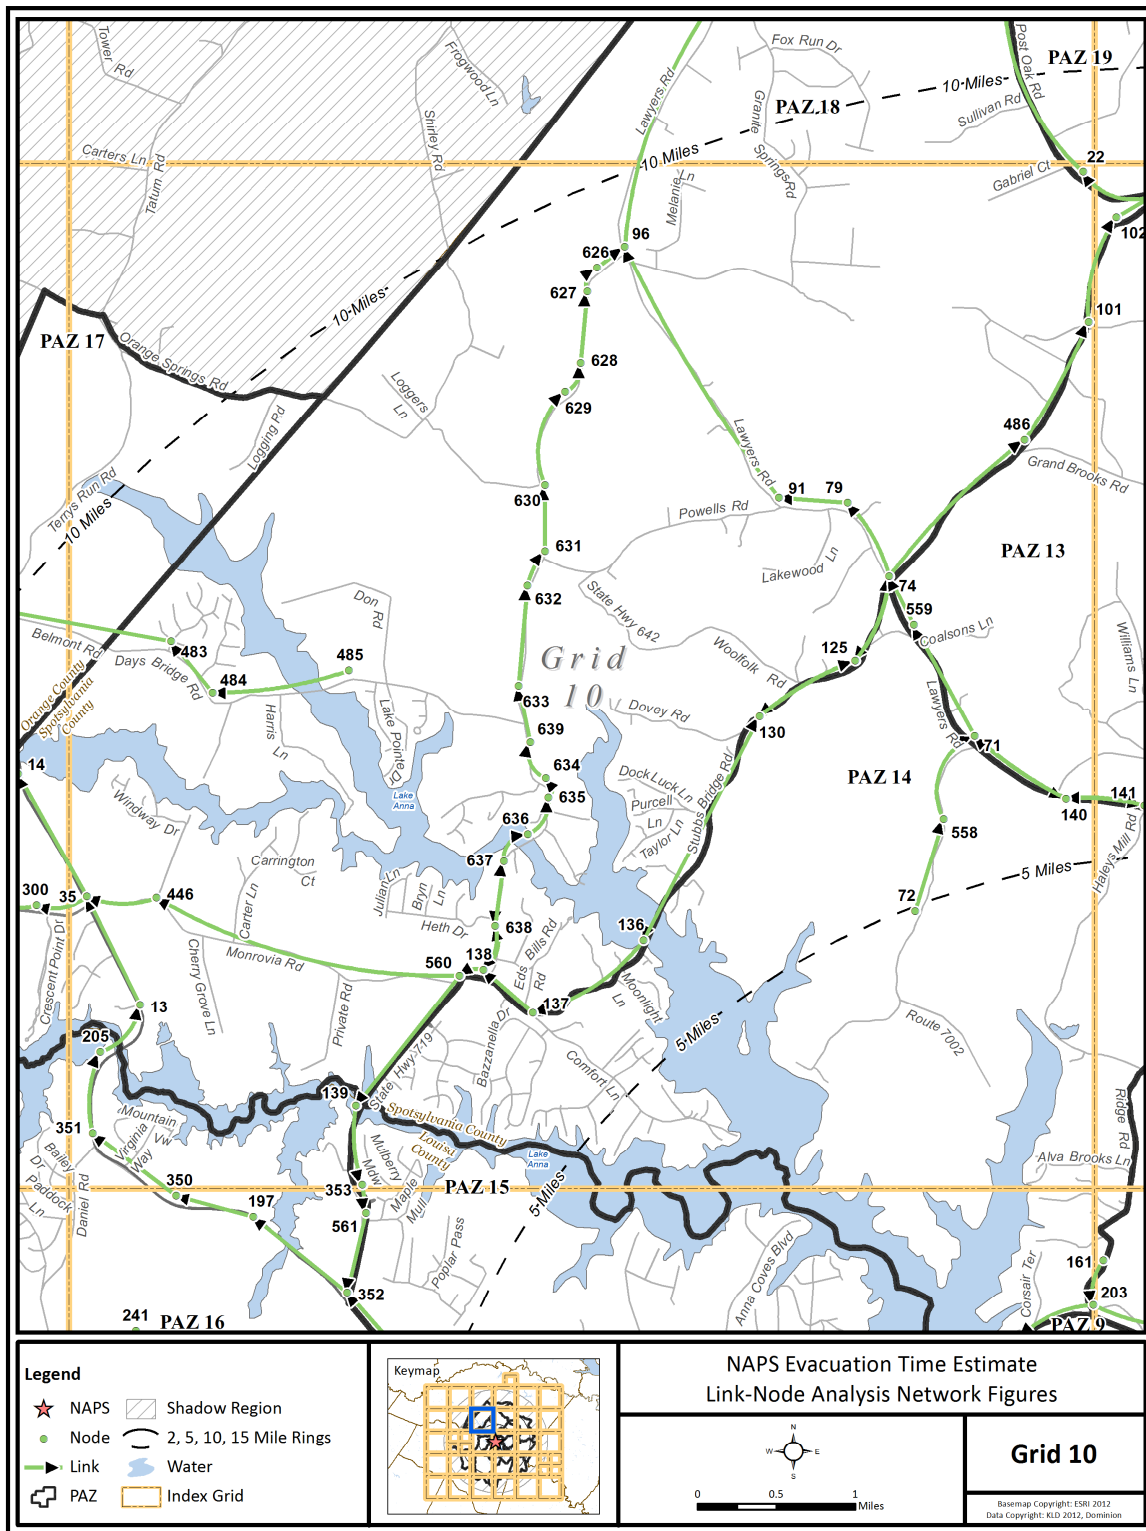 Tower Rd
Frogwood Ln
Fox Run Dr
Post Oak Rd
PAZ 19
10 Miles
PAZ 18
Lawyers Rd
Granite Springs Rd
Sullivan Rd
Shirley Rd
Carters Ln
Tatum Rd
10 Miles
Melanie Ln
Gabriel Ct
22
102
96
626
627
10 Miles
101
PAZ 17
Orange Springs Rd
628
Loggers Ln
629
Logging Rd
486
Lawyers Rd
Grand Brooks Rd
Terrys Run Rd
10 Miles
630
91
79
Powells Rd
631
PAZ 13
Lakewood Ln
74
632
State Hwy 642
Don Rd
559
Coalsons Ln
Williams Ln
Belmont Rd
483
Days Bridge Rd
484
485
Grid
10
Woolfolk Rd
125
Orange County
Spotsylvania County
Harris Ln
Lake Pointe Dr
633
Dovey Rd
130
Lawyers Rd
71
639
14
634
635
Dock Luck Ln
Purcell Ln
Taylor Ln
Stubbs Bridge Rd
PAZ 14
140
141
Lake Anna
Windway Dr
636
637
558
Haleys Mill Rd
5 Miles
Carrington Ct
300
35
446
Carter Ln
Julian Ln
Bryn Ln
72
Crescent Point Dr
Heth Dr
638
Eds Bills Rd
Rd
136
Monrovia Rd
Cherry Grove Ln
560
138
Private Rd
137
Moonlight Ln
13
205
Bazzanella Dr
5 Miles
Route 7002
State Hwy 719
Comfort Ln
139
Spotsylvania County
Louisa County
Lake Anna
351
Mountain Vw
Virginia Way
Bailey Dr
Paddock Ln
Daniel Rd
350
197
Mulberry Mdw
Maple
353
561
PAZ 15
5 Miles
Ridge Rd
Alva Brooks Ln
Poplar Pass
Anna Coves Blvd
Corsair Ter
161
203
352
241
PAZ 16
PAZ 9
Legend
NAPS
Shadow Region
Node
2, 5, 10, 15 Mile Rings
Link
Water
PAZ
Index Grid
Keymap
NAPS Evacuation Time Estimate
Link-Node Analysis Network Figures
N
W
E
S
0
0.5
1
Miles
Grid 10
Basemap Copyright: ESRI 2012
Data Copyright: KLD 2012, Dominion